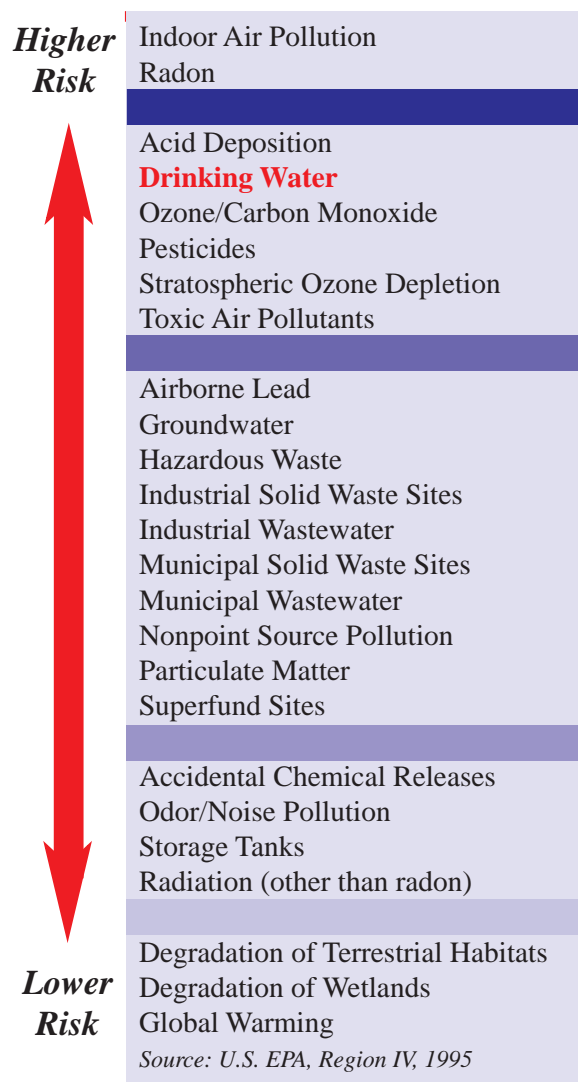 Higher
Risk
Indoor Air Pollution
Radon
Acid Deposition
Drinking Water
Ozone/Carbon Monoxide
Pesticides
Stratospheric Ozone Depletion
Toxic Air Pollutants
Airborne Lead
Groundwater
Hazardous Waste
Industrial Solid Waste Sites
Industrial Wastewater
Municipal Solid Waste Sites
Municipal Wastewater
Nonpoint Source Pollution
Particulate Matter
Superfund Sites
Accidental Chemical Releases
Odor/Noise Pollution
Storage Tanks
Radiation (other than radon)
Lower
Risk
Degradation of Terrestrial Habitats
Degradation of Wetlands
Global Warming
Source: U.S. EPA, Region IV, 1995